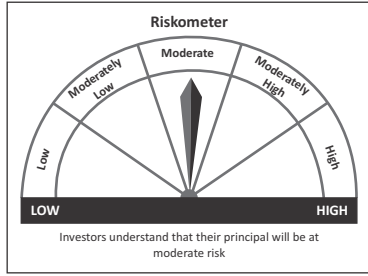 Riskometer
Moderate
Moderately
Low
Moderately
High
Low
High
LOW
HIGH
Investors understand that their principal will be at
moderate risk